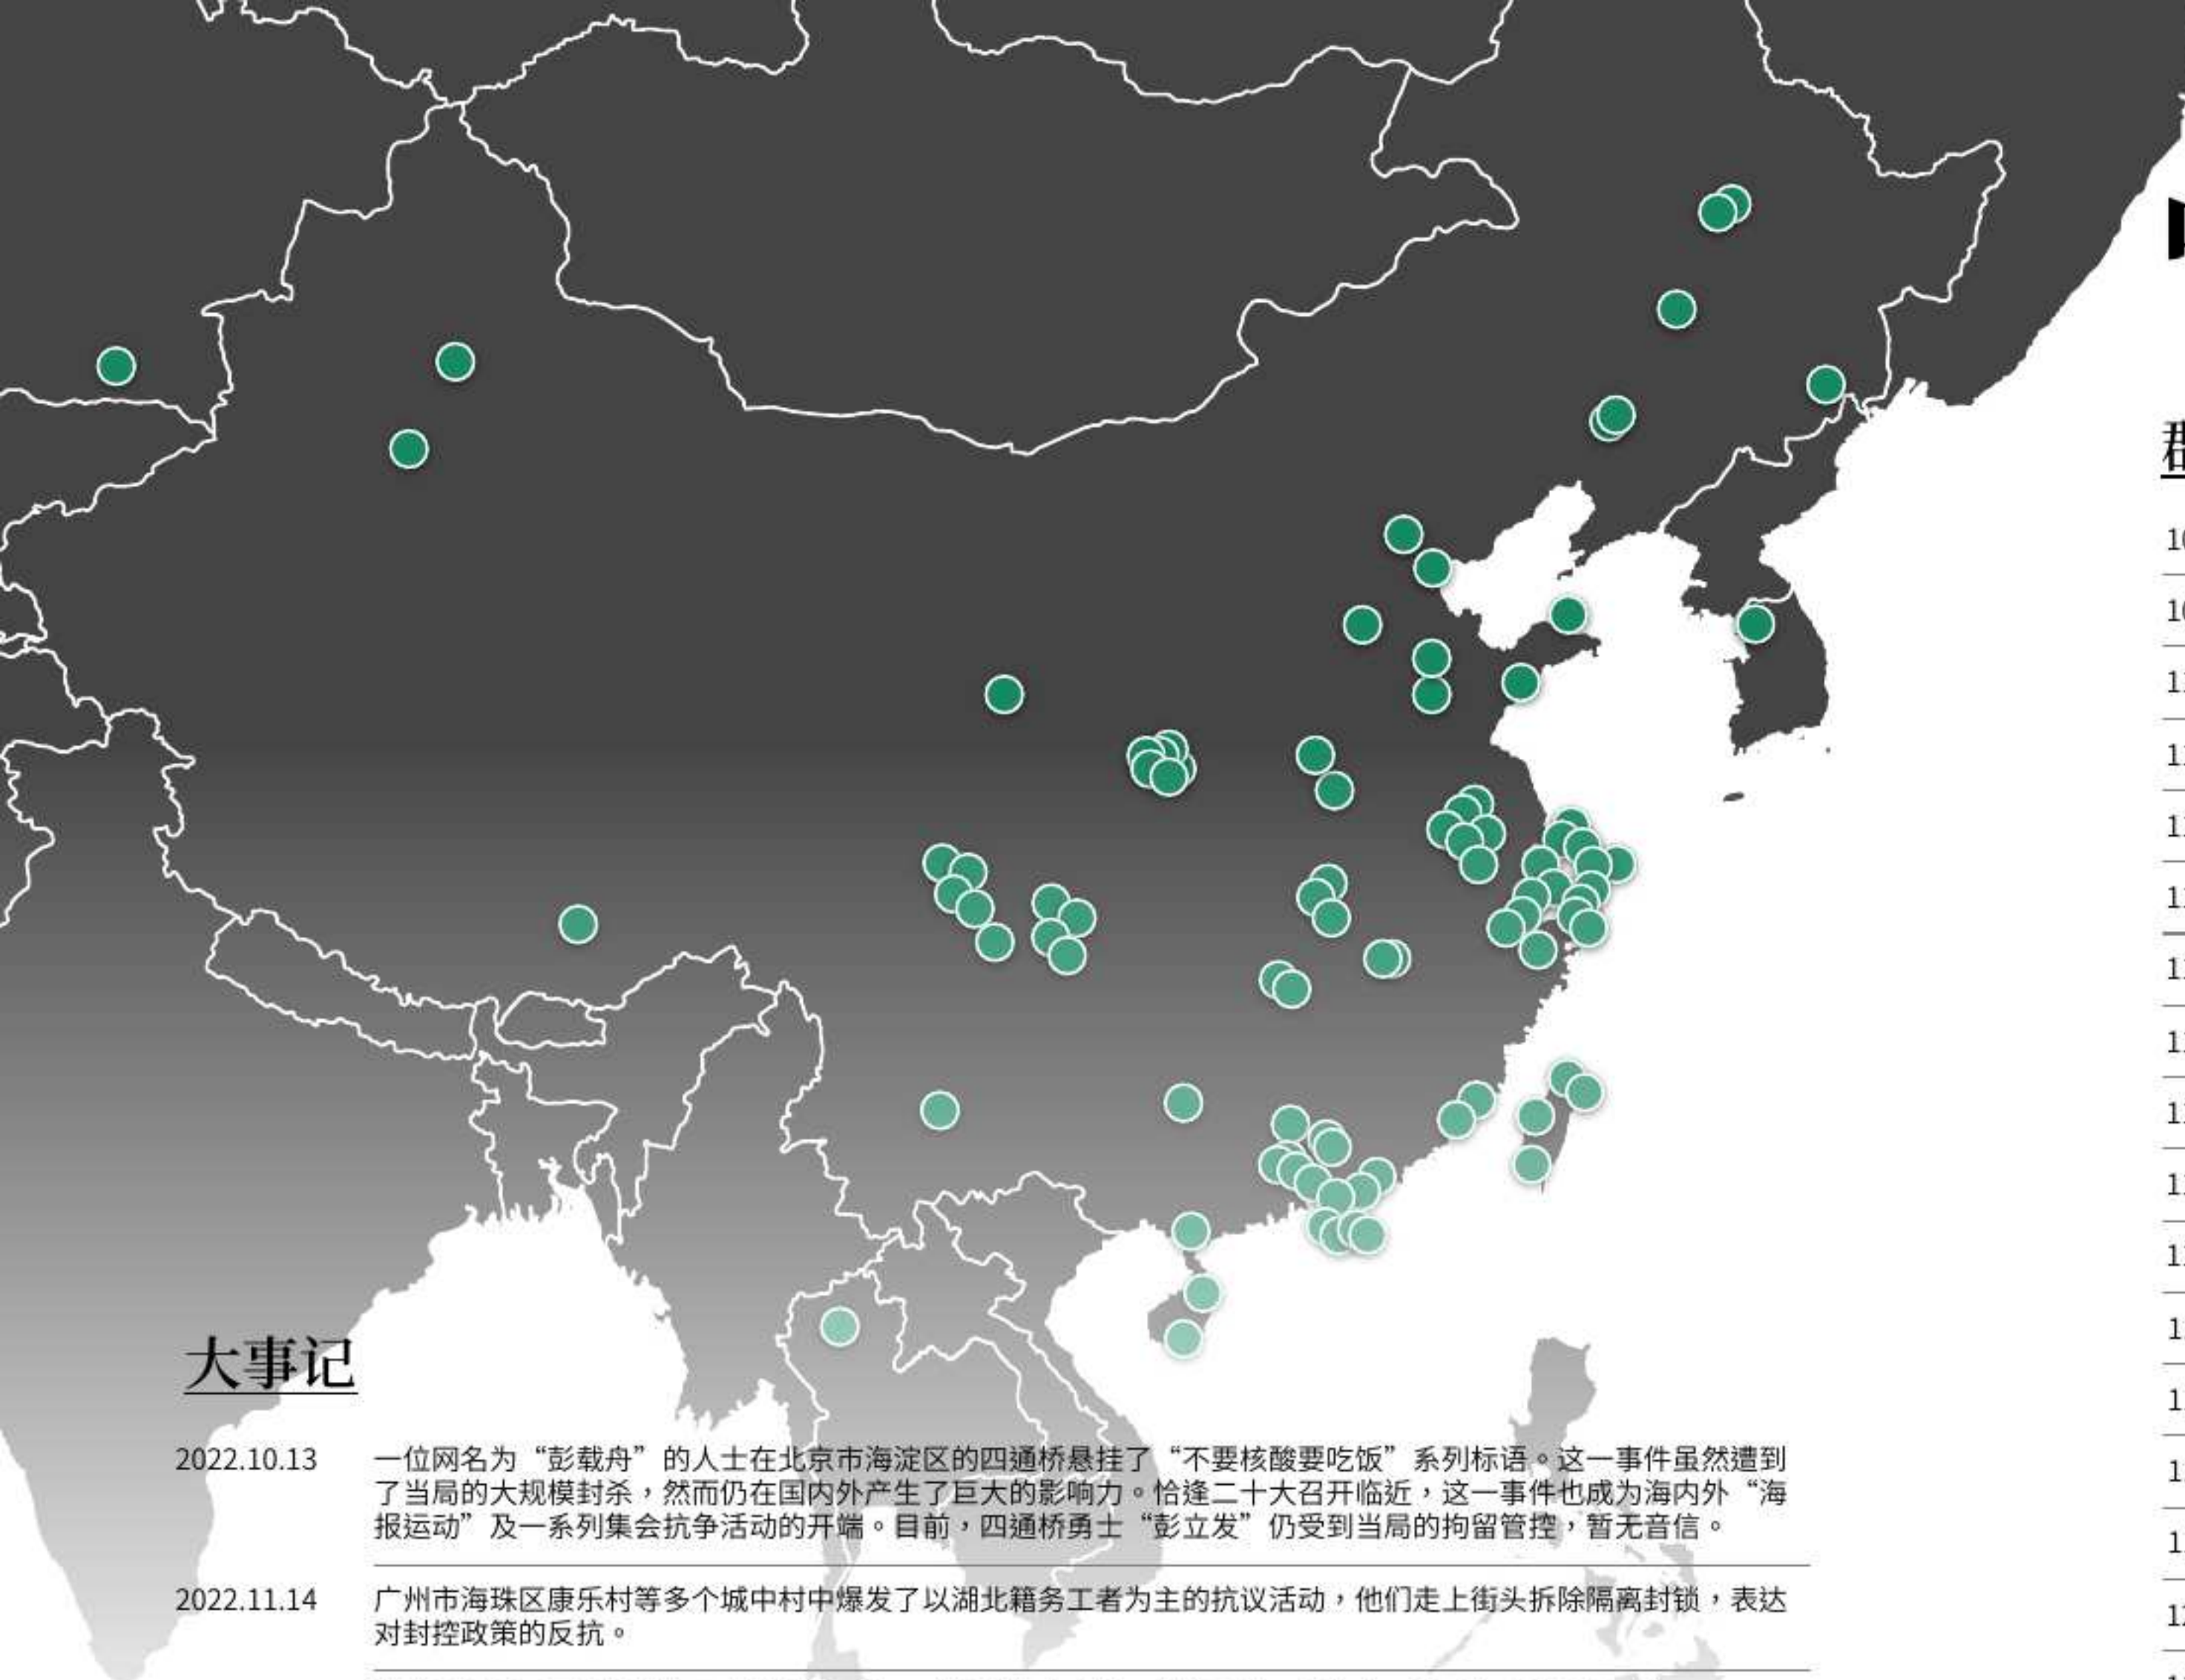 大事记
2022.10.13
一位网名为“彭载舟”的人士在北京市海淀区的四通桥悬挂了“不要核酸要吃饭”系列标语。这一事件虽然遭到
了当局的大规模封杀，然而仍在国内外产生了巨大的影响力。恰逢二十大召开临近，这一事件也成为海内外“海
报运动”及一系列集会抗争活动的开端。目前，四通桥勇士“彭立发”仍受到当局的拘留管控，暂无音信。
2022.11.14
广州市海珠区康乐村等多个城中村中爆发了以湖北籍务工者为主的抗议活动，他们走上街头拆除隔离封锁，表达
对封控政策的反抗。